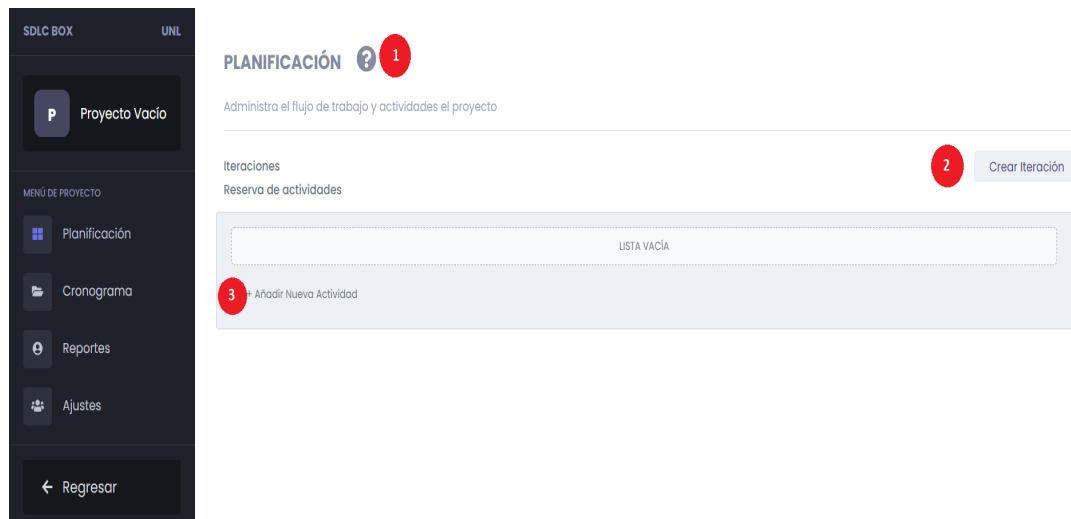 SDLC BOX UNL
P Proyecto Vacío
MENÚ DE PROYECTO
Planificación
Cronograma
Reportes
Ajustes
Regresar
PLANIFICACIÓN ? 1
Administra el flujo de trabajo y actividades el proyecto
Iteraciones
2 Crear Iteración
Reserva de actividades
LISTA VACÍA
3 + Añadir Nueva Actividad